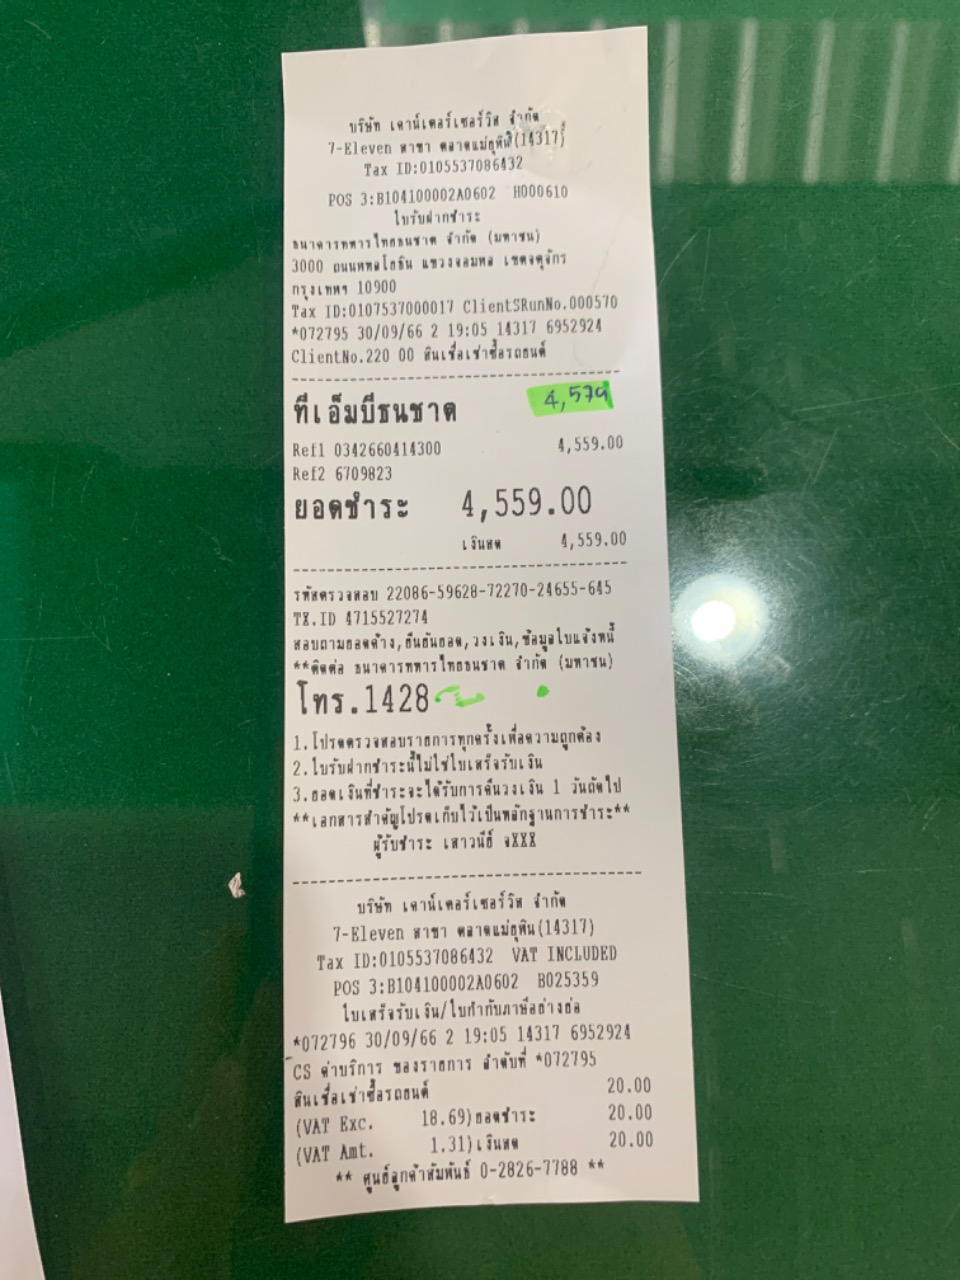 บริษัท เคาน์เตอร์เซอร์วิส จำกัด
7-Eleven สาขา ตลาดแม่ฮุพิน(14317)
Tax ID:0105537086432
POS 3:B104100002A0602 H000610
ใบรับฝากชำระ
ธนาคารทหารไทยธนชาต จำกัด (มหาชน)
3000 ถนนพหลโยธิน แขวงจอมพล เขตจตุจักร
กรุงเทพฯ 10900
Tax ID:0107537000017 ClientSRunNo.000570
*072795 30/09/66 2 19:05 14317 6952924
ClientNo.220 00 สินเชื่อเช่าซื้อรถยนต์
ทีเอ็มบีธนชาต 4,579
Ref1 0342660414300 4,559.00
Ref2 6709823
ยอดชำระ 4,559.00
เงินสด 4,559.00
รหัสตรวจสอบ 22086-59628-72270-24655-645
TX.ID 4715527274
สอบถามยอดค้าง,ยืนยันยอด,วงเงิน,ข้อมูลใบแจ้งหนี้
**ติดต่อ ธนาคารทหารไทยธนชาต จำกัด (มหาชน)
โทร.1428
1.โปรดตรวจสอบรายการทุกครั้งเพื่อความถูกต้อง
2.ใบรับฝากชำระนี้ไม่ใช่ใบเสร็จรับเงิน
3.ยอดเงินที่ชำระจะได้รับการคืนวงเงิน 1 วันถัดไป
**เอกสารสำคัญโปรดเก็บไว้เป็นหลักฐานการชำระ**
ผู้รับชำระ เสาวนีย์ จXXX
บริษัท เคาน์เตอร์เซอร์วิส จำกัด
7-Eleven สาขา ตลาดแม่ฮุพิน(14317)
Tax ID:0105537086432 VAT INCLUDED
POS 3:B104100002A0602 B025359
ใบเสร็จรับเงิน/ใบกำกับภาษีอย่างย่อ
*072796 30/09/66 2 19:05 14317 6952924
CS ค่าบริการ ของรายการ ลำดับที่ *072795
สินเชื่อเช่าซื้อรถยนต์ 20.00
(VAT Exc. 18.69)ยอดชำระ 20.00
(VAT Amt. 1.31)เงินสด 20.00
** ศูนย์ลูกค้าสัมพันธ์ 0-2826-7788 **